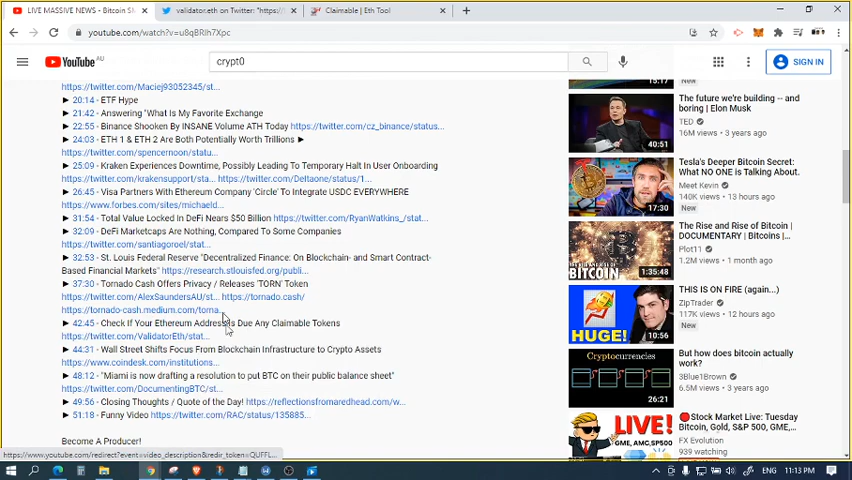 LIVE MASSIVE NEWS - Bitcoin S
validator.eth on Twitter: "https://
Claimable | Eth Tool
youtube.com/watch?v=u8qBRlh7Xpc
YouTube AU
crypt0
SIGN IN
https://twitter.com/Maciej93052345/st...
► 20:14 - ETF Hype
► 21:42 - Answering "What Is My Favorite Exchange
► 22:55 - Binance Shooken By INSANE Volume ATH Today https://twitter.com/cz_binance/status...
► 24:03 - ETH 1 & ETH 2 Are Both Potentially Worth Trillions ►
https://twitter.com/spencernoon/statu...
► 25:09 - Kraken Experiences Downtime, Possibly Leading To Temporary Halt In User Onboarding
https://twitter.com/krakensupport/sta... https://twitter.com/Deltaone/status/1...
► 26:45 - Visa Partners With Ethereum Company 'Circle' To Integrate USDC EVERYWHERE
https://www.forbes.com/sites/michaeld...
► 31:54 - Total Value Locked In DeFi Nears $50 Billion https://twitter.com/RyanWatkins_/stat...
► 32:09 - DeFi Marketcaps Are Nothing, Compared To Some Companies
https://twitter.com/santiagoroel/stat...
► 32:53 - St. Louis Federal Reserve "Decentralized Finance: On Blockchain- and Smart Contract-
Based Financial Markets" https://research.stlouisfed.org/publi...
► 37:30 - Tornado Cash Offers Privacy / Releases 'TORN' Token
https://twitter.com/AlexSaundersAU/st... https://tornado.cash/
https://tornado-cash.medium.com/torna...
► 42:45 - Check If Your Ethereum Address Is Due Any Claimable Tokens
https://twitter.com/ValidatorEth/stat...
► 44:31 - Wall Street Shifts Focus From Blockchain Infrastructure to Crypto Assets
https://www.coindesk.com/institutions...
► 48:12 - "Miami is now drafting a resolution to put BTC on their public balance sheet"
https://twitter.com/DocumentingBTC/st...
► 49:56 - Closing Thoughts / Quote of the Day! https://reflectionsfromaredhead.com/w...
► 51:18 - Funny Video https://twitter.com/RAC/status/135885...
Become A Producer!
15:17
New
The future we're building -- and
boring | Elon Musk
TED
16M views • 3 years ago
40:51
Tesla's Deeper Bitcoin Secret:
What NO ONE is Talking About.
Meet Kevin
140K views • 13 hours ago
New
17:30
The Rise and Rise of Bitcoin |
DOCUMENTARY | Bitcoins |...
Plot11
1.2M views • 1 month ago
BITCOIN
1:35:48
THIS IS ON FIRE (again)...
ZipTrader
117K views • 12 hours ago
New
HUGE!
10:56
But how does bitcoin actually
work?
3Blue1Brown
6.5M views • 3 years ago
Cryptocurrencies
26:21
Stock Market Live: Tuesday
Bitcoin, Gold, S&P 500, GM...
FX Evolution
939 watching
LIVE!
GME, AMC, SP500
https://www.youtube.com/redirect?event=video_description&redir_token=QUFFL...
ENG
11:13 PM